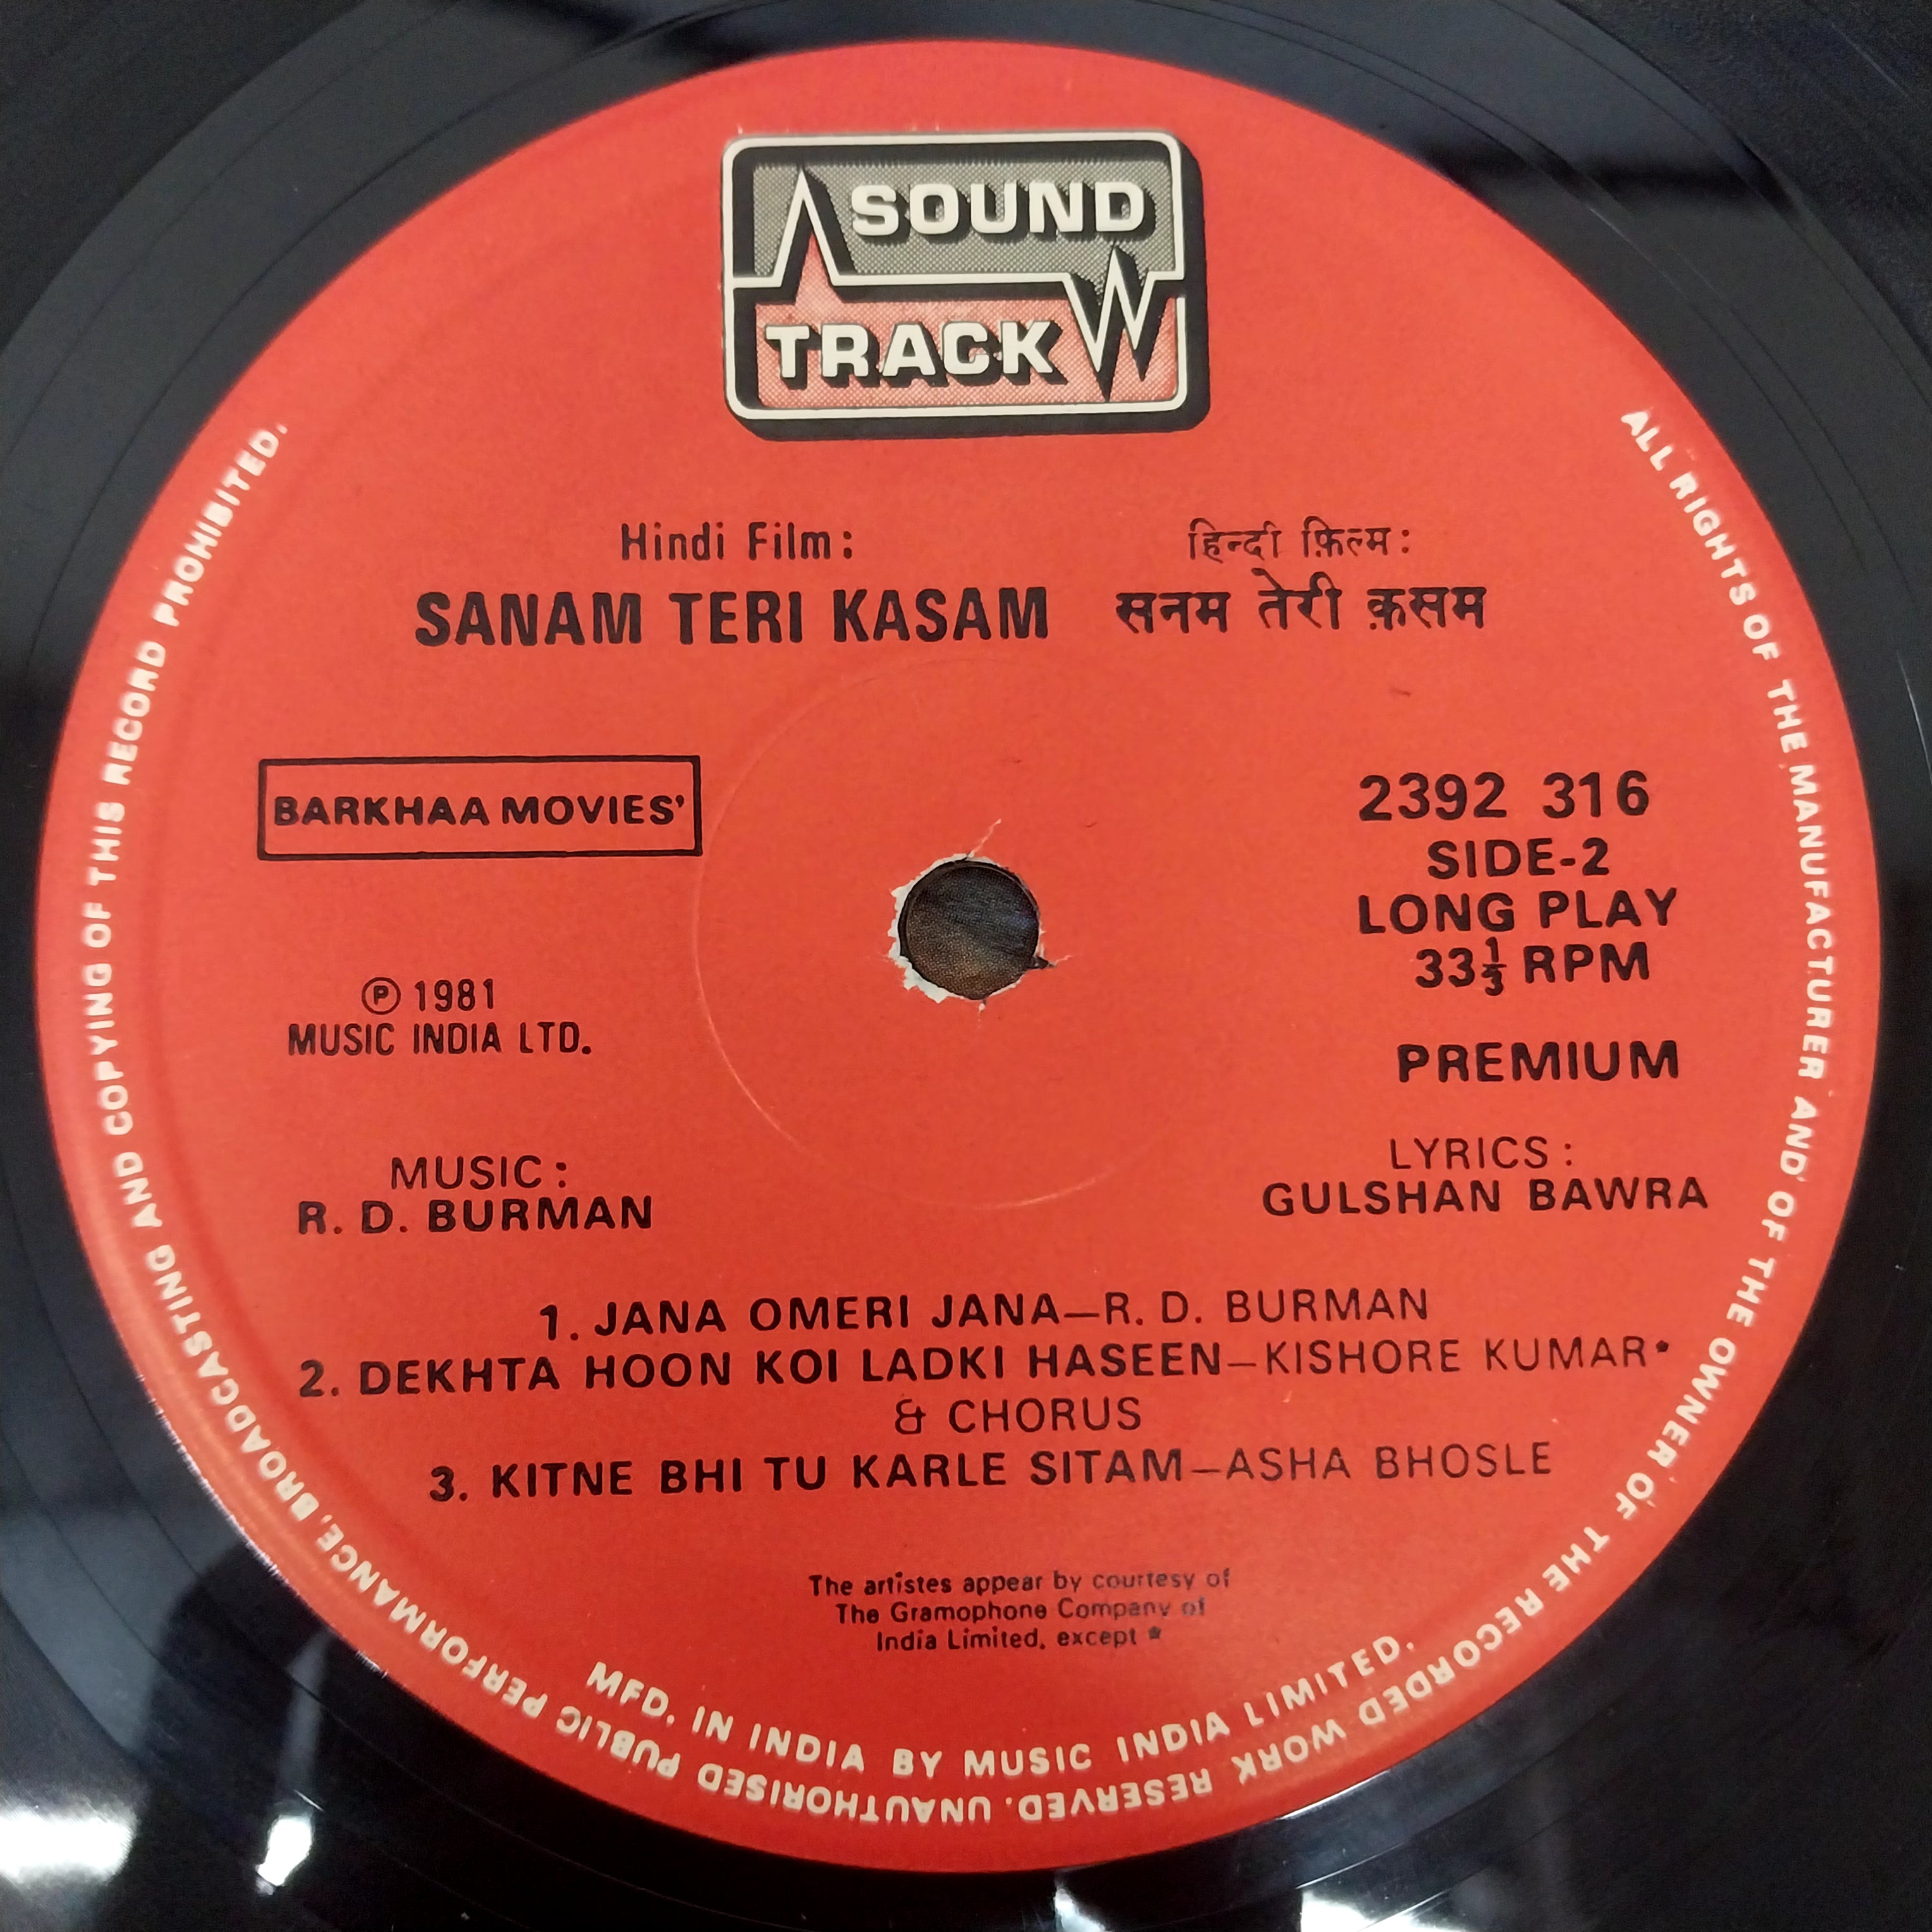 SOUND
TRACK
Hindi Film:
SANAM TERI KASAM
हिन्दी फ़िल्म:
सनम तेरी क़सम
BARKHAA MOVIES'
2392 316
SIDE-2
LONG PLAY
33⅓ RPM
PREMIUM
Ⓟ 1981
MUSIC INDIA LTD.
MUSIC:
R. D. BURMAN
LYRICS:
GULSHAN BAWRA
1. JANA OMERI JANA—R. D. BURMAN
2. DEKHTA HOON KOI LADKI HASEEN—KISHORE KUMAR*
& CHORUS
3. KITNE BHI TU KARLE SITAM—ASHA BHOSLE
The artistes appear by courtesy of
The Gramophone Company of
India Limited, except *
MFD. IN INDIA BY MUSIC INDIA LIMITED.
ALL RIGHTS OF THE MANUFACTURER AND OF THE OWNER OF THE RECORDED WORK RESERVED. UNAUTHORISED PUBLIC PERFORMANCE, BROADCASTING AND COPYING OF THIS RECORD PROHIBITED.